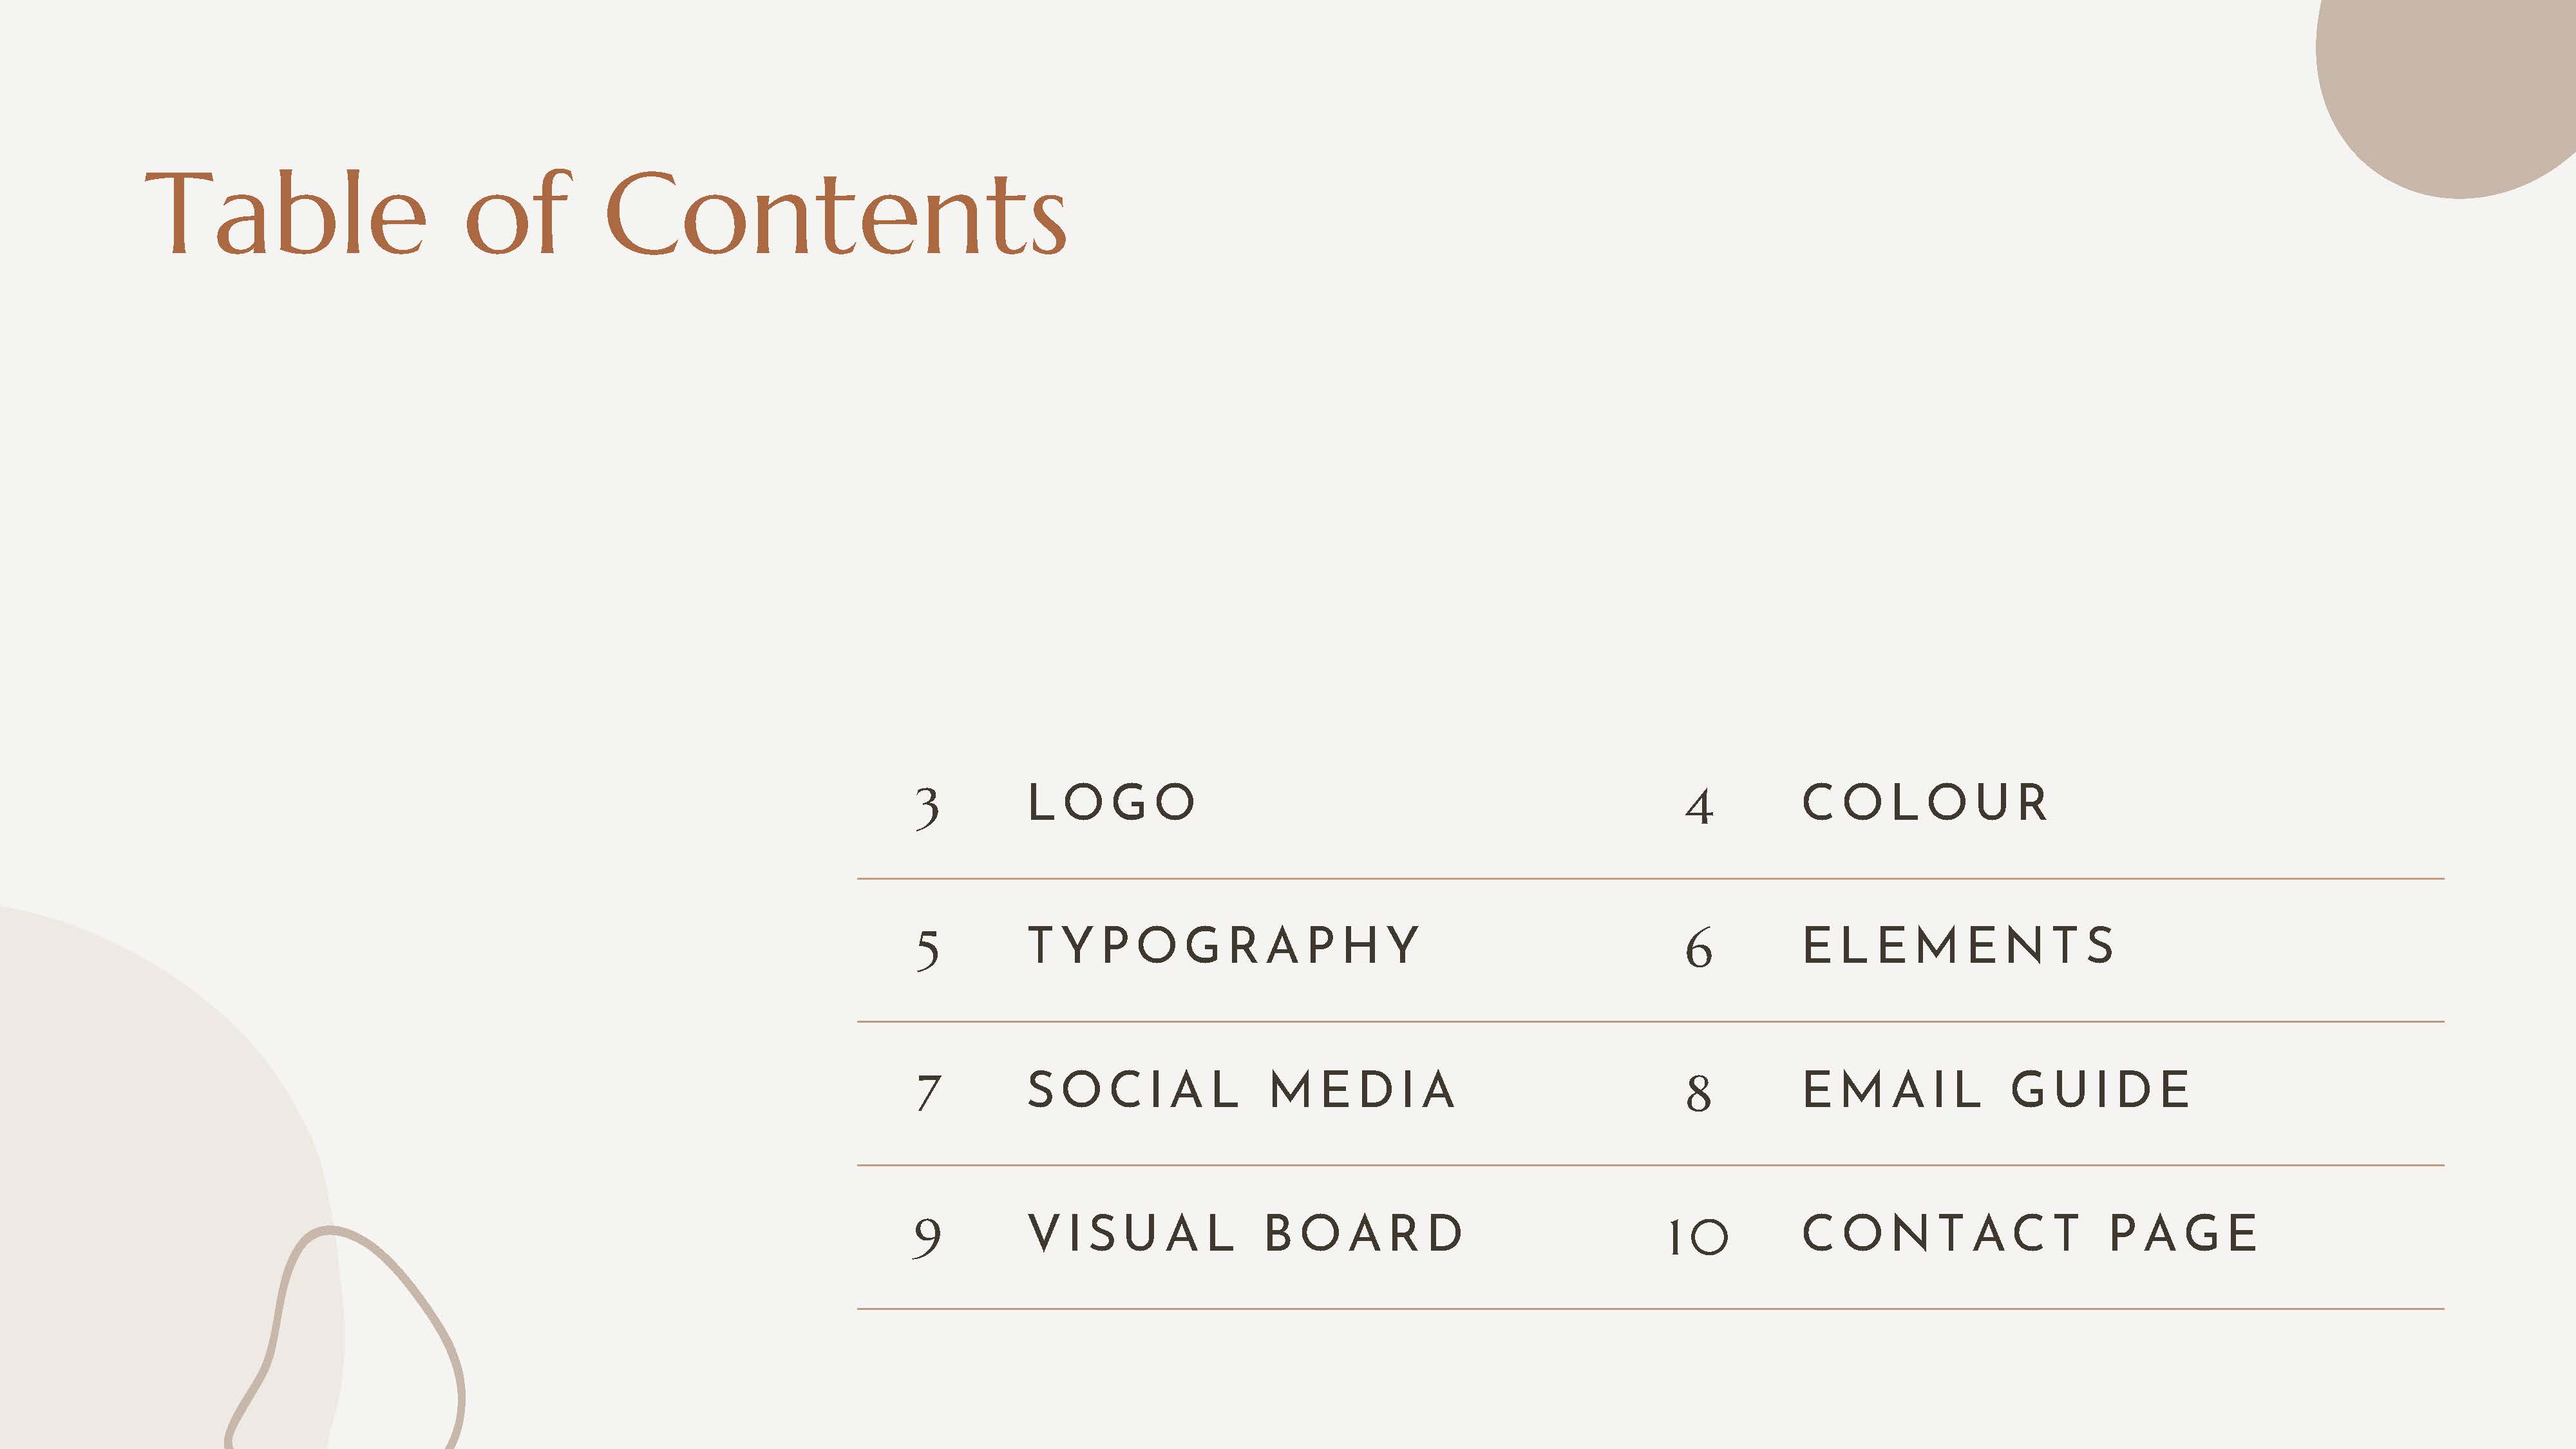 Table of Contents
3 LOGO 4 COLOUR
5 TYPOGRAPHY 6 ELEMENTS
7 SOCIAL MEDIA 8 EMAIL GUIDE
9 VISUAL BOARD 10 CONTACT PAGE